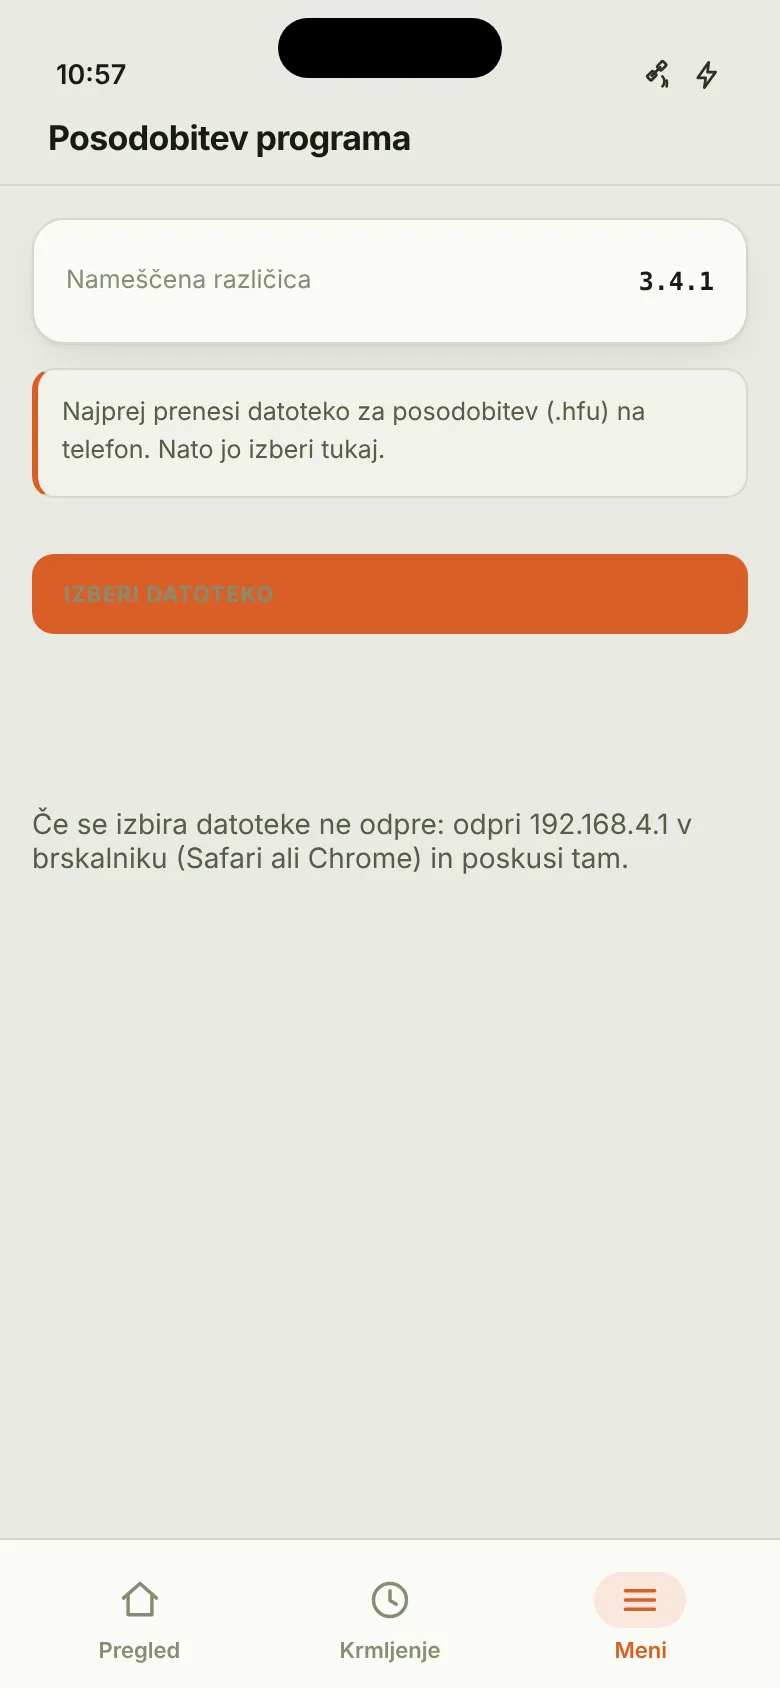 10:57
Posodobitev programa
Nameščena različica 3.4.1
Najprej prenesi datoteko za posodobitev (.hfu) na
telefon. Nato jo izberi tukaj.
IZBERI DATOTEKO
Če se izbira datoteke ne odpre: odpri 192.168.4.1 v
brskalniku (Safari ali Chrome) in poskusi tam.
Pregled Krmljenje Meni